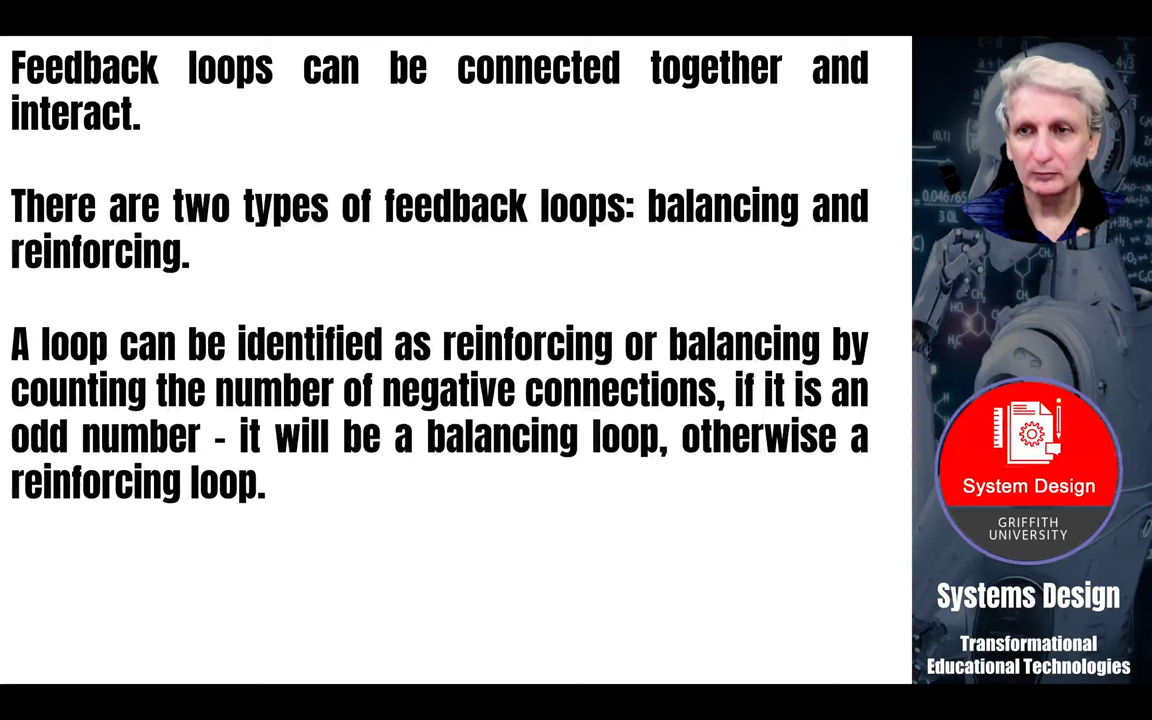 Feedback loops can be connected together and
interact.
There are two types of feedback loops: balancing and
reinforcing.
A loop can be identified as reinforcing or balancing by
counting the number of negative connections, if it is an
odd number - it will be a balancing loop, otherwise a
reinforcing loop.
System Design
GRIFFITH
UNIVERSITY
Systems Design
Transformational
Educational Technologies